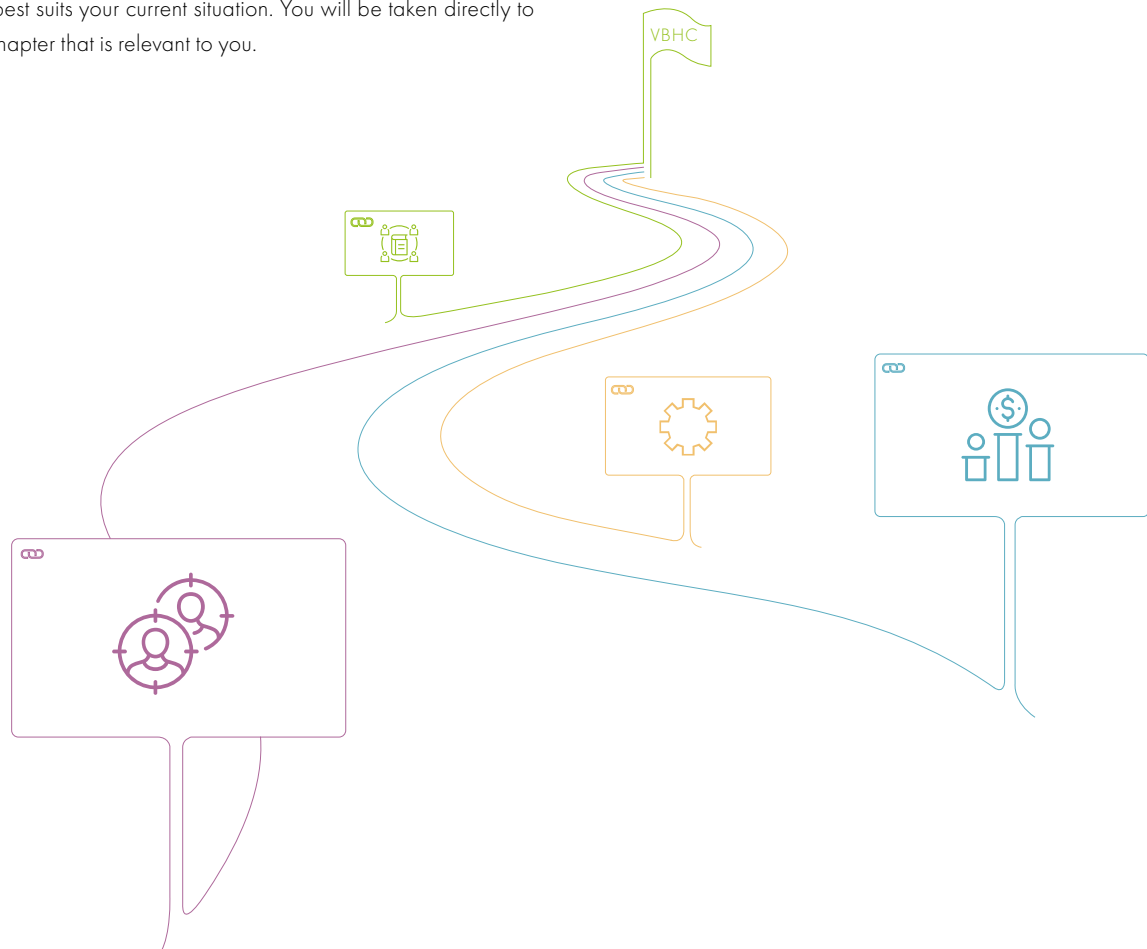 best suits your current situation. You will be taken directly to
hapter that is relevant to you.
VBHC